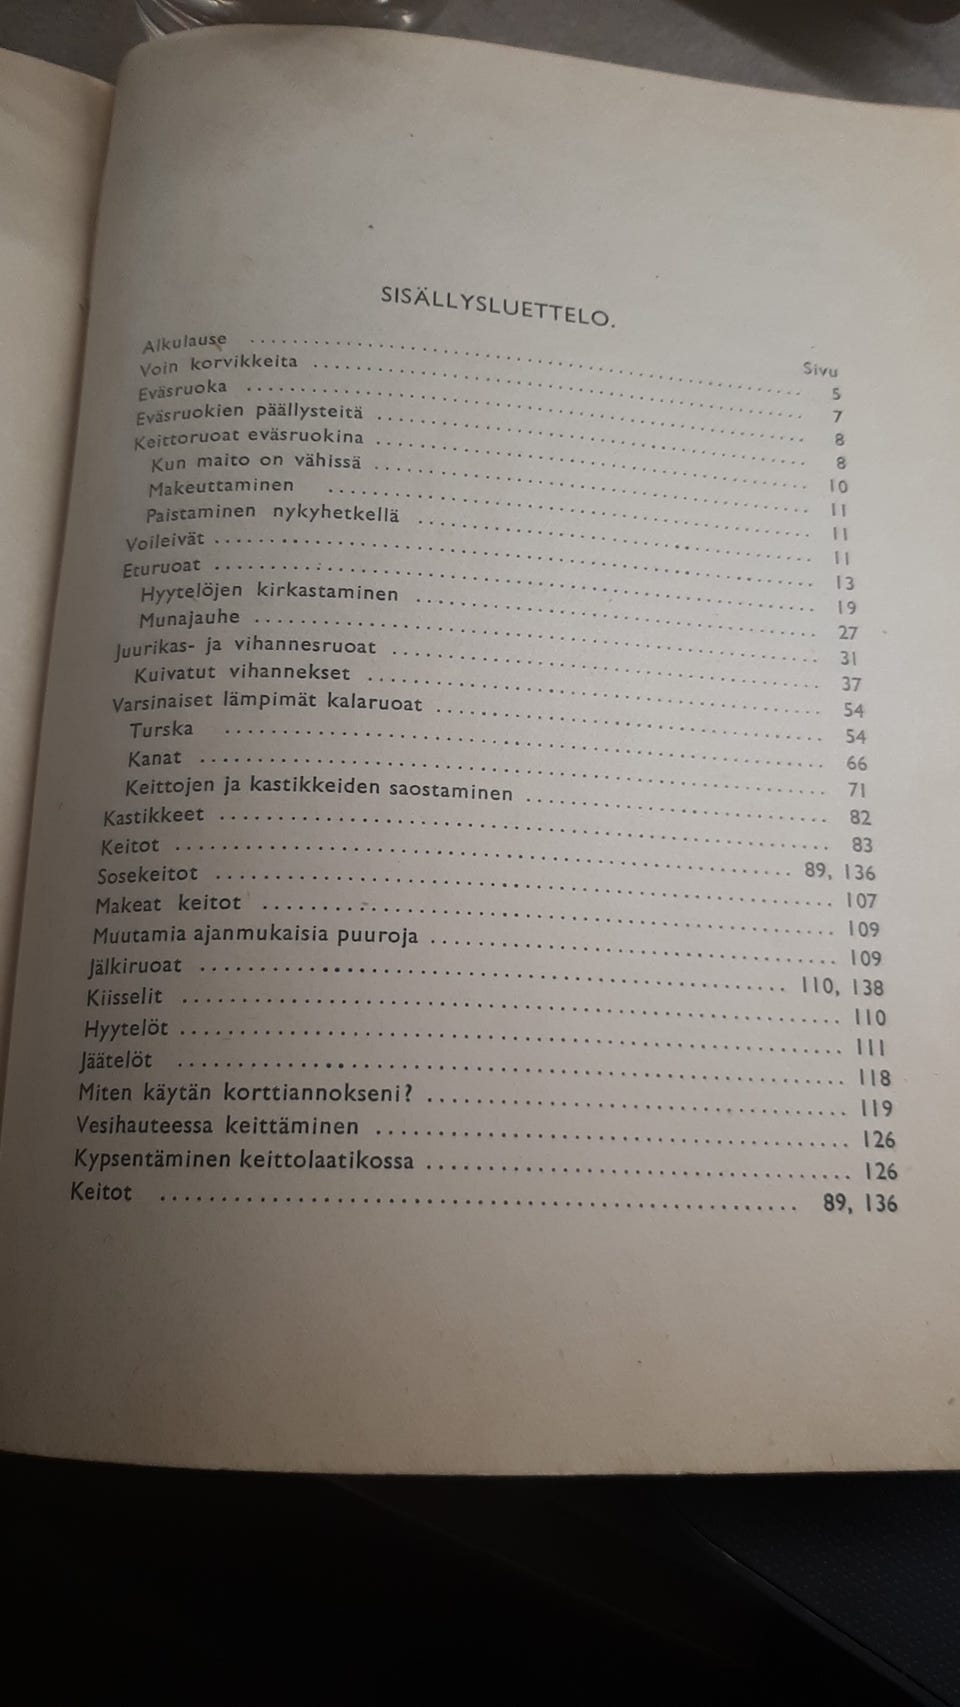 SISÄLLYSLUETTELO.
Sivu
Alkulause ........ 5
Voin korvikkeita ........ 7
Eväsruoka ........ 8
Eväsruokien päällysteitä ........ 8
Keittoruoat eväsruokina ........ 10
Kun maito on vähissä ........ 11
Makeuttaminen ........ 11
Paistaminen nykyhetkellä ........ 11
Voileivät ........ 13
Eturuoat ........ 19
Hyytelöjen kirkastaminen ........ 27
Munajauhe ........ 31
Juurikas- ja vihannesruoat ........ 37
Kuivatut vihannekset ........ 54
Varsinaiset lämpimät kalaruoat ........ 54
Turska ........ 66
Kanat ........ 71
Keittojen ja kastikkeiden saostaminen ........ 82
Kastikkeet ........ 83
Keitot ........ 89, 136
Sosekeitot ........ 107
Makeat keitot ........ 109
Muutamia ajanmukaisia puuroja ........ 109
Jälkiruoat ........ 110, 138
Kiisselit ........ 110
Hyytelöt ........ 111
Jäätelöt ........ 118
Miten käytän korttiannokseni? ........ 119
Vesihauteessa keittäminen ........ 126
Kypsentäminen keittolaatikossa ........ 126
Keitot ........ 89, 136